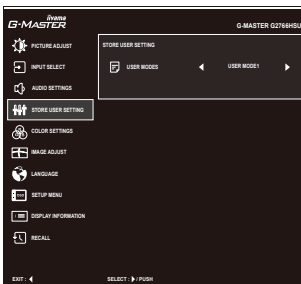 iiyama
G-MASTER
G-MASTER G2766HSU
PICTURE ADJUST
INPUT SELECT
AUDIO SETTINGS
STORE USER SETTING
COLOR SETTINGS
IMAGE ADJUST
LANGUAGE
OSD SETUP MENU
DISPLAY INFORMATION
RECALL
STORE USER SETTING
USER MODES USER MODE1
EXIT : SELECT : / PUSH